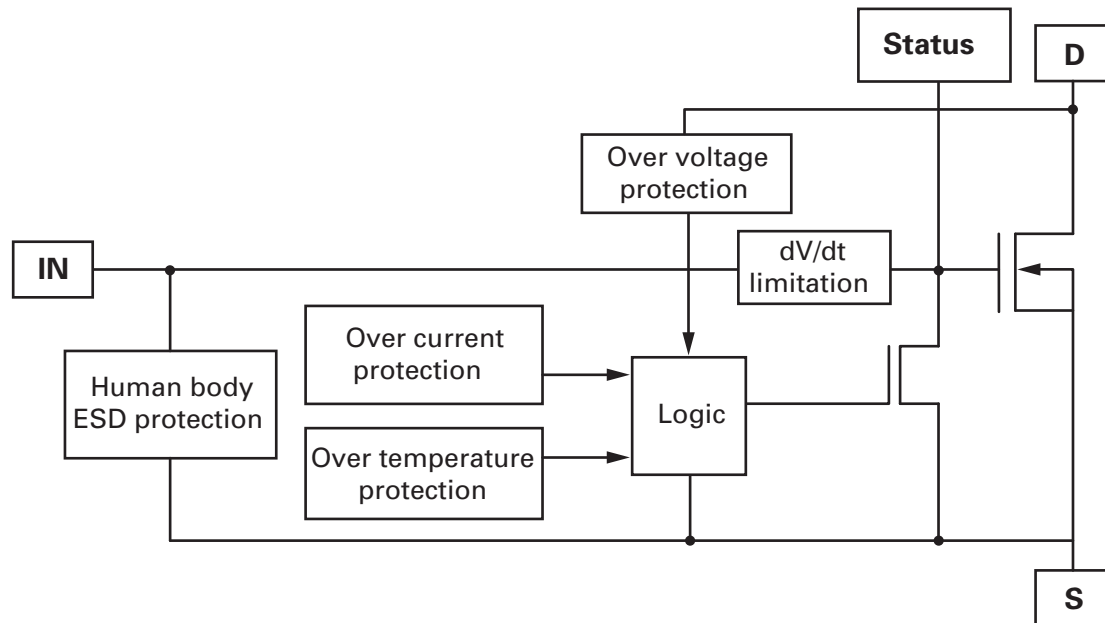 Status
D
Over voltage
protection
IN
dV/dt
limitation
Over current
protection
Human body
ESD protection
Logic
Over temperature
protection
S